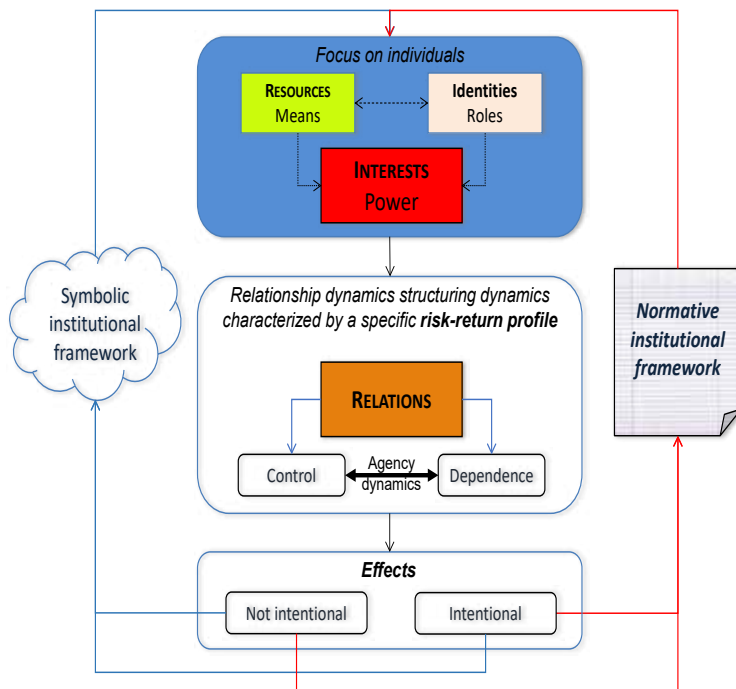 Focus on individuals
RESOURCES
Means
Identities
Roles
INTERESTS
Power
Symbolic
institutional
framework
Relationship dynamics structuring dynamics
characterized by a specific risk-return profile
Normative
institutional
framework
RELATIONS
Control
Agency
dynamics
Dependence
Effects
Not intentional
Intentional